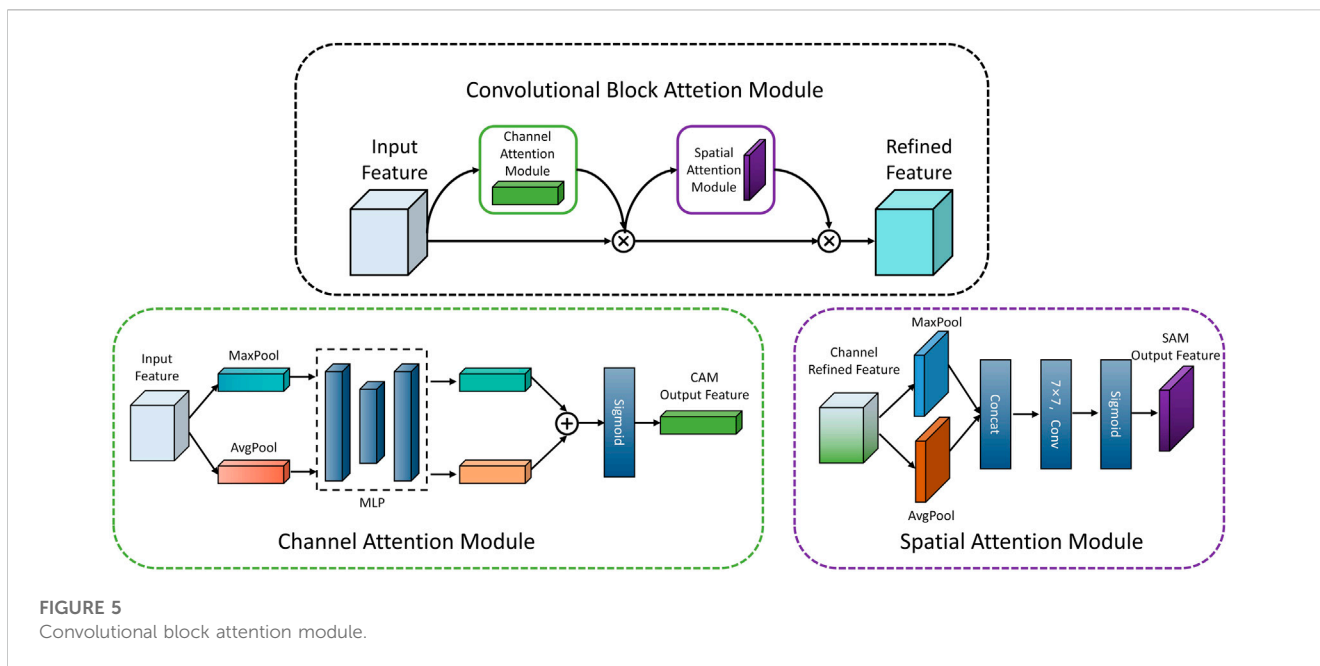 Convolutional Block Attetion Module
Input
Feature
Channel
Attention
Module
Spatial
Attention
Module
Refined
Feature
Input
Feature
MaxPool
AvgPool
MLP
Sigmoid
CAM
Output Feature
Channel Attention Module
Channel
Refined Feature
MaxPool
AvgPool
Concat
7×7, Conv
Sigmoid
SAM
Output Feature
Spatial Attention Module
FIGURE 5
Convolutional block attention module.